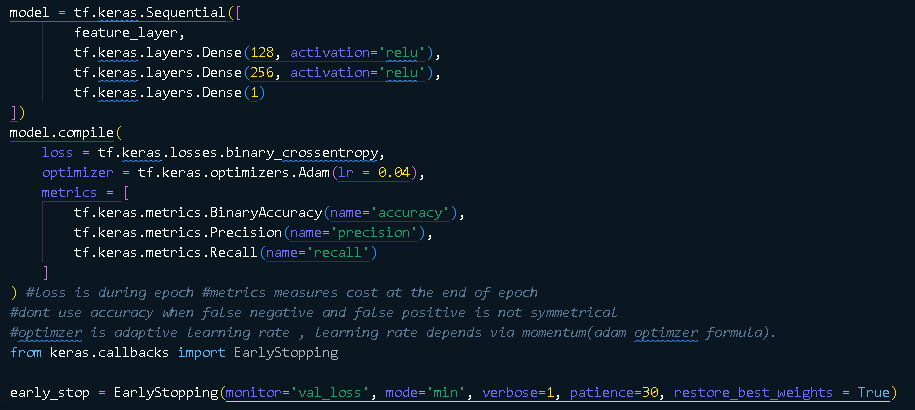 model = tf.keras.Sequential([
feature_layer,
tf.keras.layers.Dense(128, activation='relu'),
tf.keras.layers.Dense(256, activation='relu'),
tf.keras.layers.Dense(1)
])
model.compile(
loss = tf.keras.losses.binary_crossentropy,
optimizer = tf.keras.optimizers.Adam(lr = 0.04),
metrics = [
tf.keras.metrics.BinaryAccuracy(name='accuracy'),
tf.keras.metrics.Precision(name='precision'),
tf.keras.metrics.Recall(name='recall')
]
) #loss is during epoch #metrics measures cost at the end of epoch
#dont use accuracy when false negative and false positive is not symmetrical
#optimzer is adaptive learning rate , learning rate depends via momentum(adam optimzer formula).
from keras.callbacks import EarlyStopping
early_stop = EarlyStopping(monitor='val_loss', mode='min', verbose=1, patience=30, restore_best_weights = True)